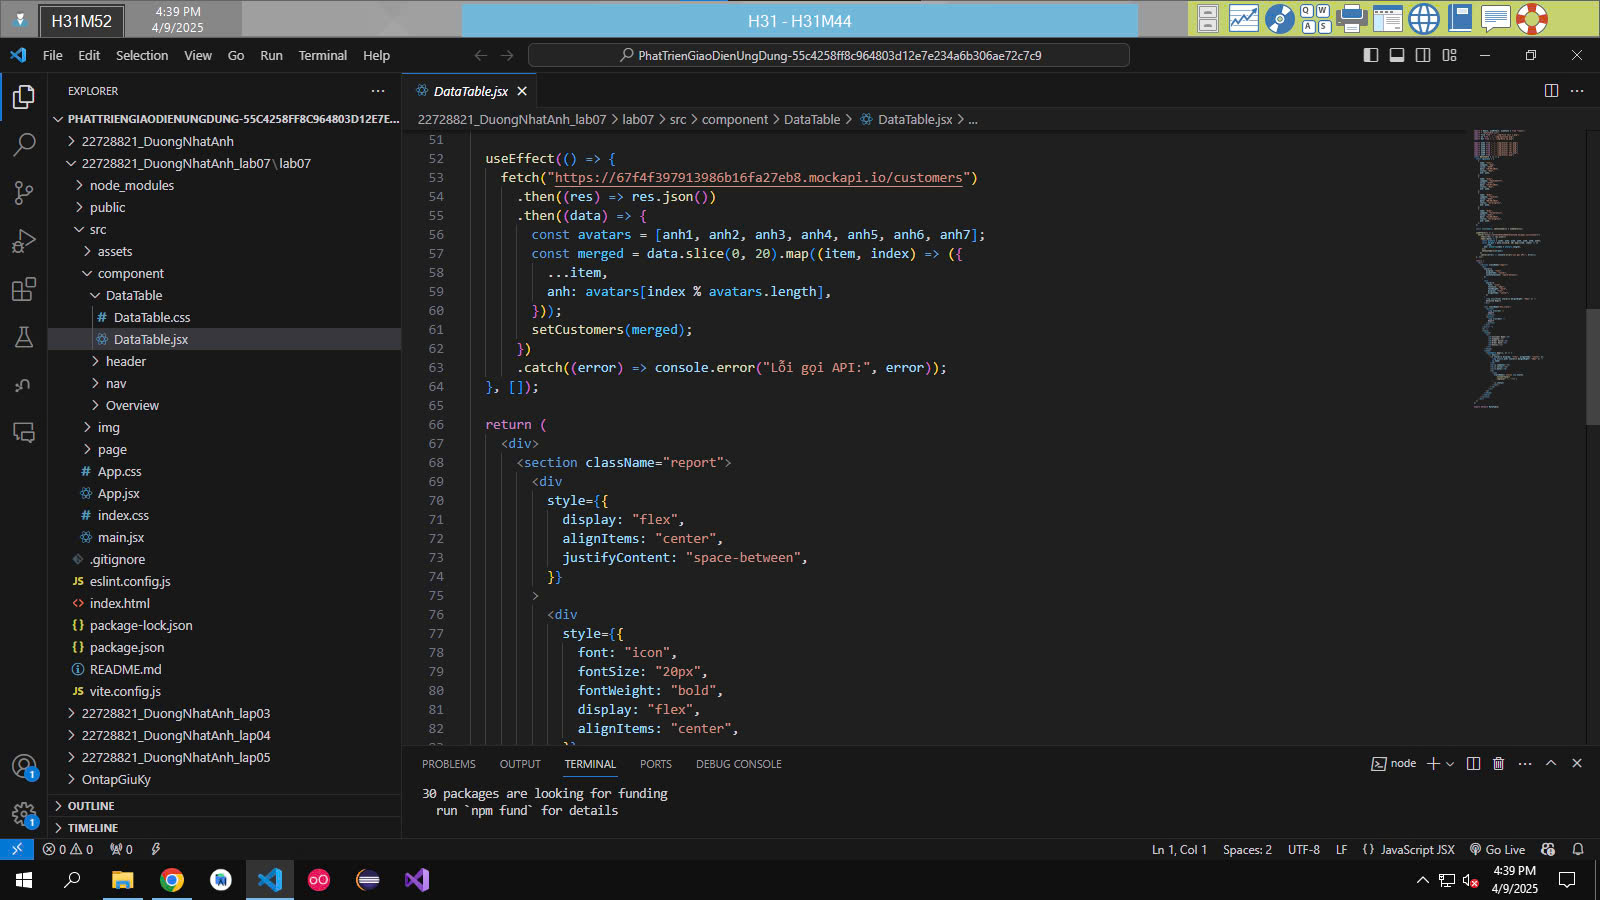 H31M52
4:39 PM
4/9/2025
H31 - H31M44
Q W
A S
File Edit Selection View Go Run Terminal Help
PhatTrienGiaoDienUngDung-55c4258ff8c964803d12e7e234a6b306ae72c7c9
EXPLORER
PHATTRIENGIAODIENUNGDUNG-55C4258FF8C964803D12E7E...
22728821_DuongNhatAnh
22728821_DuongNhatAnh_lab07\lab07
node_modules
public
src
assets
component
DataTable
# DataTable.css
DataTable.jsx
header
nav
Overview
img
page
# App.css
App.jsx
# index.css
main.jsx
.gitignore
JS eslint.config.js
<> index.html
{} package-lock.json
{} package.json
README.md
JS vite.config.js
22728821_DuongNhatAnh_lap03
22728821_DuongNhatAnh_lap04
22728821_DuongNhatAnh_lap05
OntapGiuKy
OUTLINE
TIMELINE
DataTable.jsx
22728821_DuongNhatAnh_lab07 > lab07 > src > component > DataTable > DataTable.jsx > ...
51
52 useEffect(() => {
53 fetch("https://67f4f397913986b16fa27eb8.mockapi.io/customers")
54 .then((res) => res.json())
55 .then((data) => {
56 const avatars = [anh1, anh2, anh3, anh4, anh5, anh6, anh7];
57 const merged = data.slice(0, 20).map((item, index) => ({
58 ...item,
59 anh: avatars[index % avatars.length],
60 }));
61 setCustomers(merged);
62 })
63 .catch((error) => console.error("Lỗi gọi API:", error));
64 }, []);
65
66 return (
67 <div>
68 <section className="report">
69 <div
70 style={{
71 display: "flex",
72 alignItems: "center",
73 justifyContent: "space-between",
74 }}
75 >
76 <div
77 style={{
78 font: "icon",
79 fontSize: "20px",
80 fontWeight: "bold",
81 display: "flex",
82 alignItems: "center",
PROBLEMS OUTPUT TERMINAL PORTS DEBUG CONSOLE
node
30 packages are looking for funding
run `npm fund` for details
1
1
0 0 0
Ln 1, Col 1 Spaces: 2 UTF-8 LF {} JavaScript JSX Go Live
4:39 PM
4/9/2025